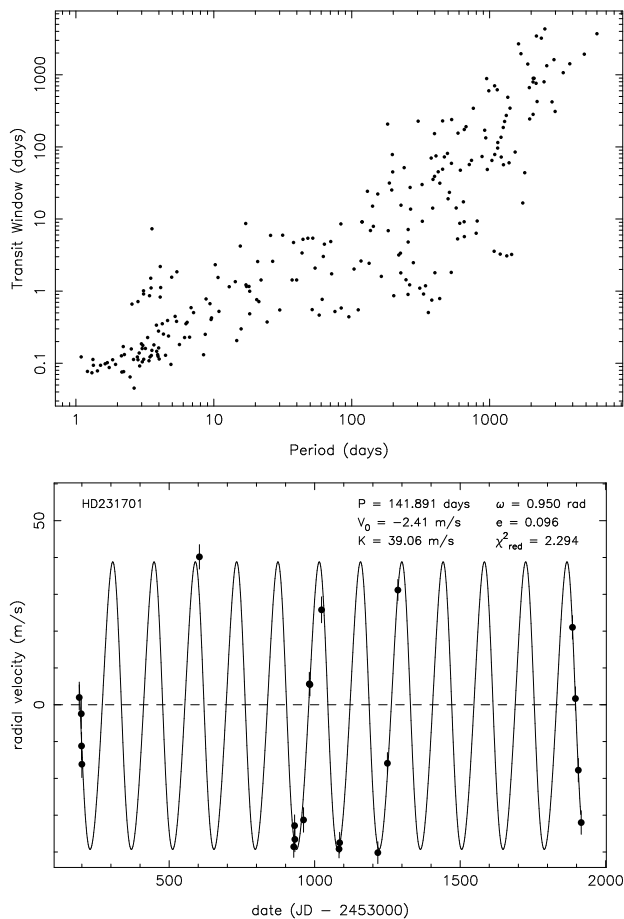 1000
100
10
1
0.1
Transit Window (days)
1 10 100 1000
Period (days)
HD231701 P = 141.891 days ω = 0.950 rad
V₀ = −2.41 m/s e = 0.096
K = 39.06 m/s χ²red = 2.294
50
0
radial velocity (m/s)
500 1000 1500 2000
date (JD − 2453000)